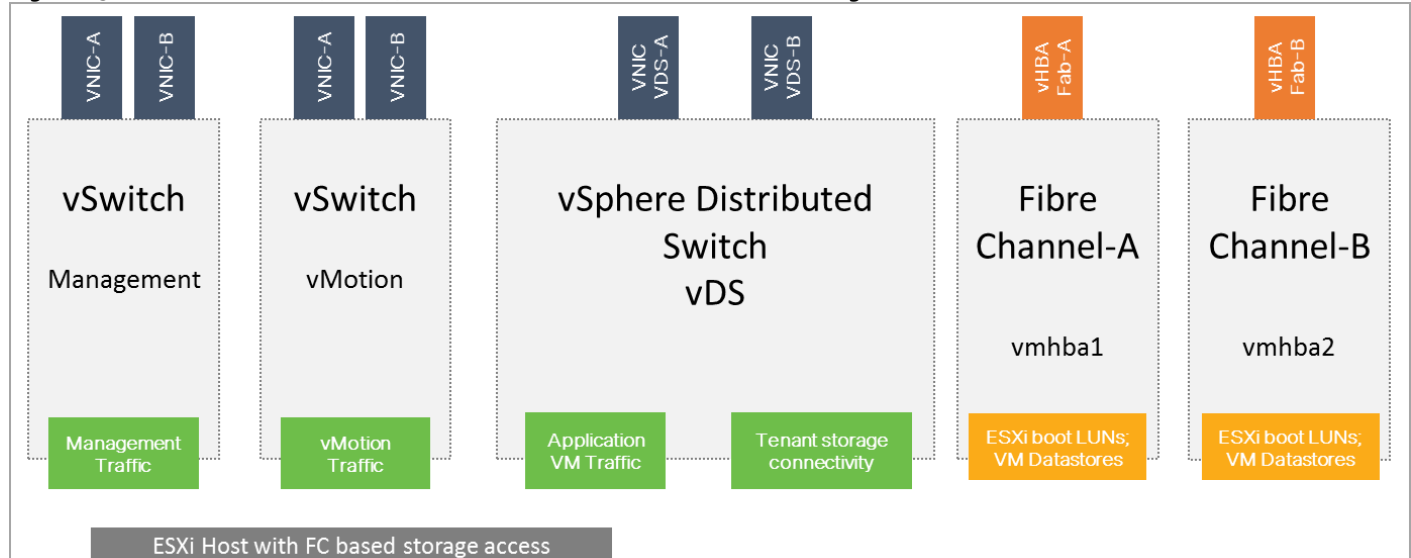 VNIC-A
VNIC-B
VNIC-A
VNIC-B
VNIC
VDS-A
VNIC
VDS-B
vHBA
Fab-A
vHBA
Fab-B
vSwitch
Management
Management
Traffic
vSwitch
vMotion
vMotion
Traffic
vSphere Distributed
Switch
vDS
Application
VM Traffic
Tenant storage
connectivity
Fibre
Channel-A
vmhba1
ESXi boot LUNs;
VM Datastores
Fibre
Channel-B
vmhba2
ESXi boot LUNs;
VM Datastores
ESXi Host with FC based storage access